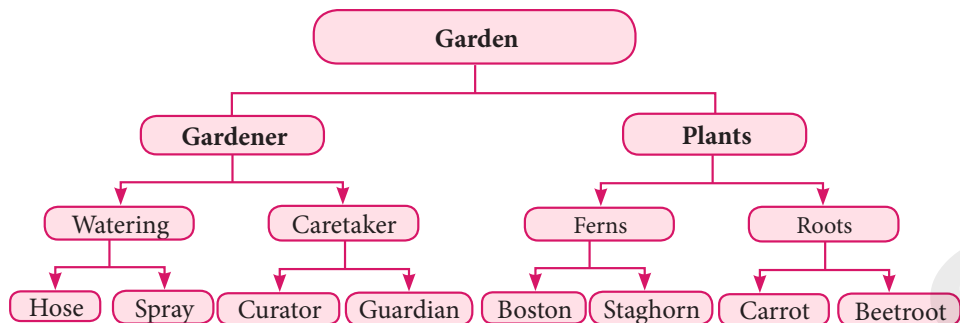 Garden
Gardener
Plants
Watering
Caretaker
Ferns
Roots
Hose
Spray
Curator
Guardian
Boston
Staghorn
Carrot
Beetroot